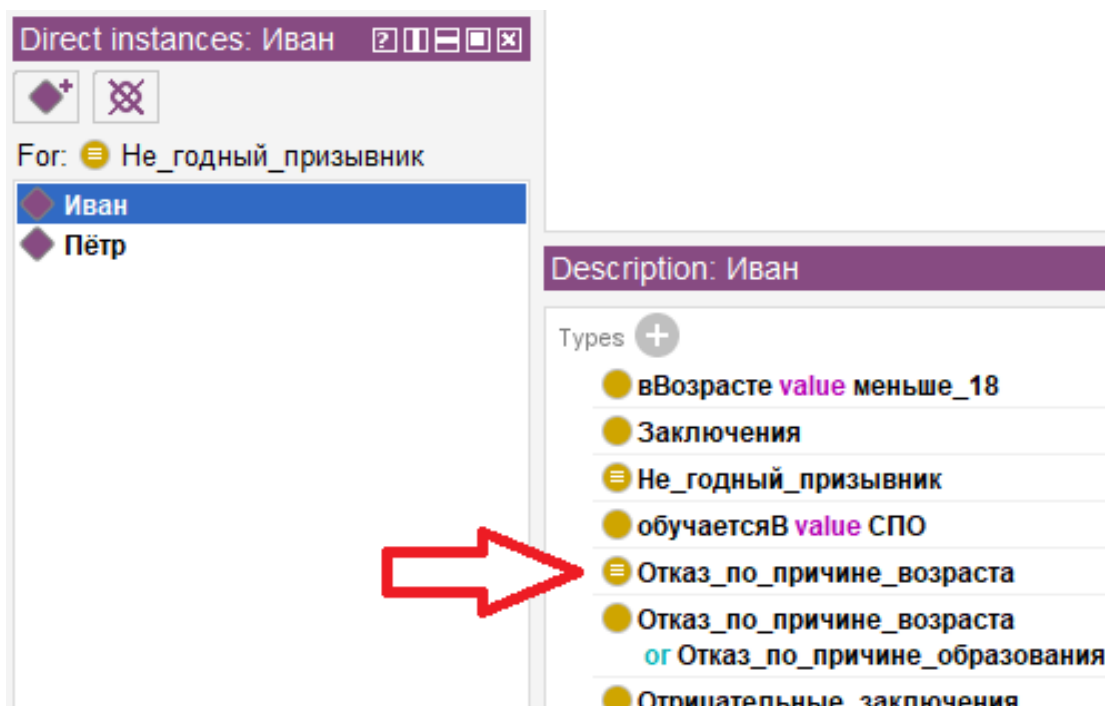 Direct instances: Иван
For: Не_годный_призывник
Иван
Пётр
Description: Иван
Types
вВозрасте value меньше_18
Заключения
Не_годный_призывник
обучаетсяВ value СПО
Отказ_по_причине_возраста
Отказ_по_причине_возраста
or Отказ_по_причине_образования
Отрицательные_заключения